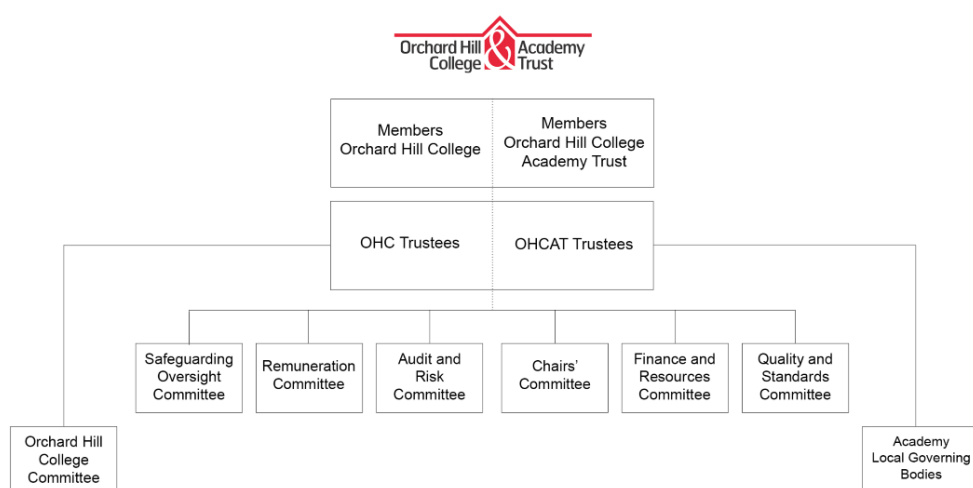 Orchard Hill & Academy
College Trust
Members
Orchard Hill College
Members
Orchard Hill College
Academy Trust
OHC Trustees
OHCAT Trustees
Safeguarding
Oversight
Committee
Remuneration
Committee
Audit and
Risk
Committee
Chairs'
Committee
Finance and
Resources
Committee
Quality and
Standards
Committee
Orchard Hill
College
Committee
Academy
Local Governing
Bodies